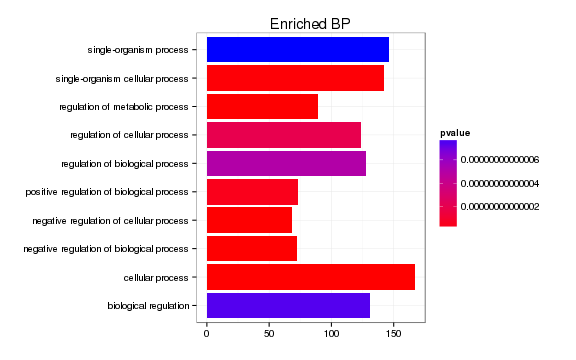 Enriched BP
single-organism process
single-organism cellular process
regulation of metabolic process
regulation of cellular process
regulation of biological process
positive regulation of biological process
negative regulation of cellular process
negative regulation of biological process
cellular process
biological regulation
0 50 100 150
pvalue
0.00000000000006
0.00000000000004
0.00000000000002